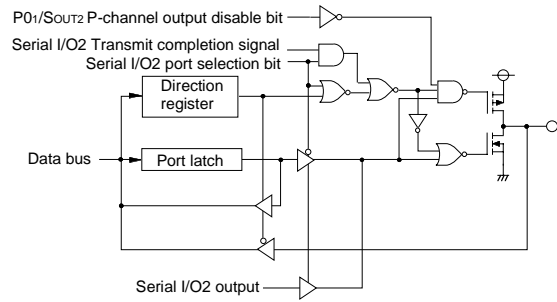 P01/SOUT2 P-channel output disable bit
Serial I/O2 Transmit completion signal
Serial I/O2 port selection bit
Direction
register
Data bus
Port latch
Serial I/O2 output